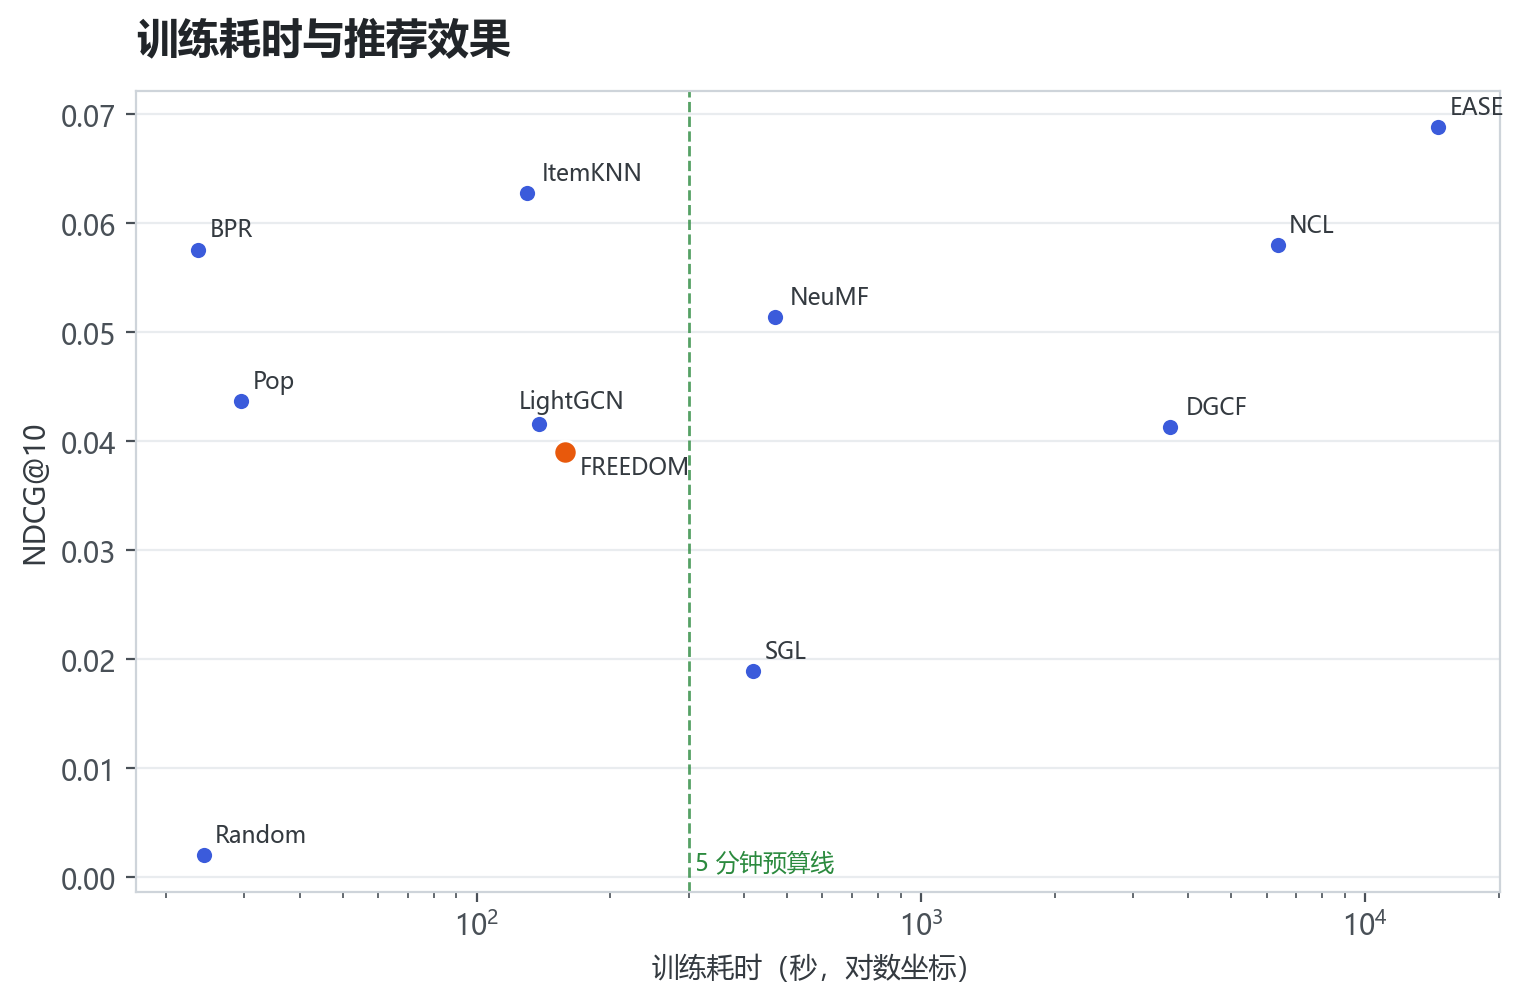 训练耗时与推荐效果
NDCG@10
0.07
0.06
0.05
0.04
0.03
0.02
0.01
0.00
EASE
ItemKNN
BPR
NCL
NeuMF
Pop
LightGCN
DGCF
FREEDOM
SGL
Random
5 分钟预算线
10²
10³
10⁴
训练耗时（秒，对数坐标）